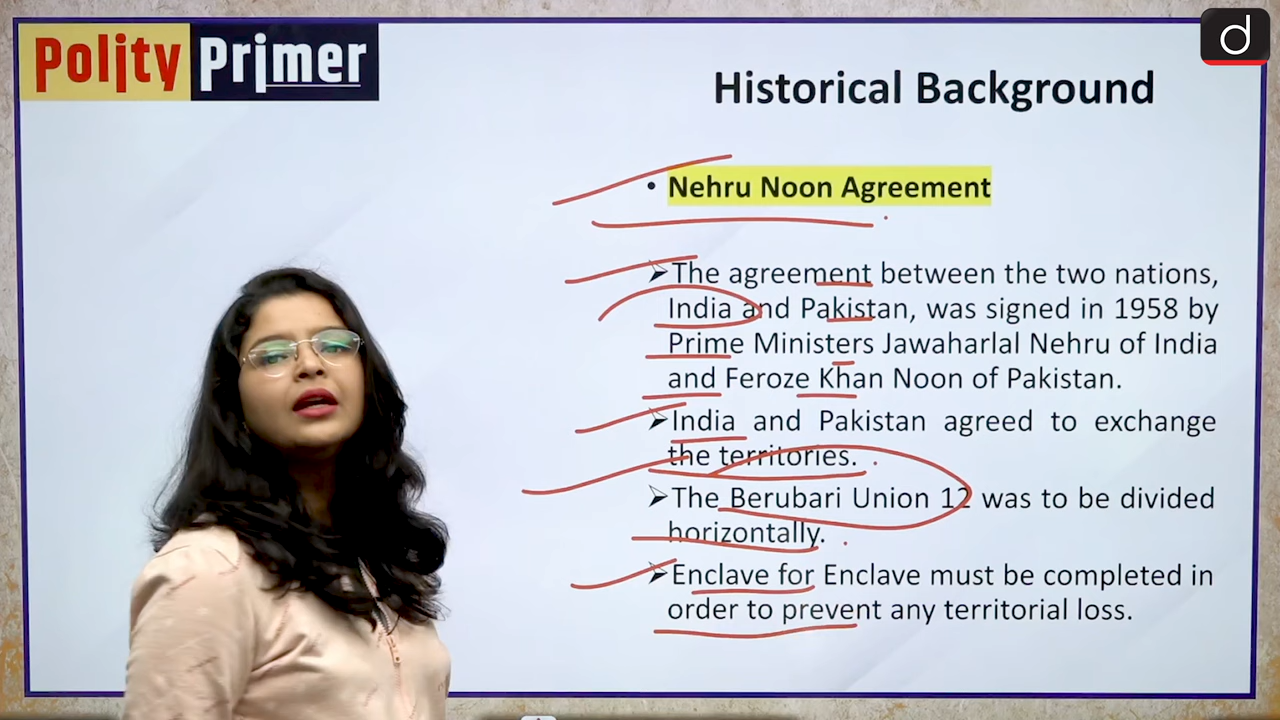 Polity Primer
d
Historical Background
• Nehru Noon Agreement
➢The agreement between the two nations,
India and Pakistan, was signed in 1958 by
Prime Ministers Jawaharlal Nehru of India
and Feroze Khan Noon of Pakistan.
➢India and Pakistan agreed to exchange
the territories.
➢The Berubari Union 12 was to be divided
horizontally.
➢Enclave for Enclave must be completed in
order to prevent any territorial loss.